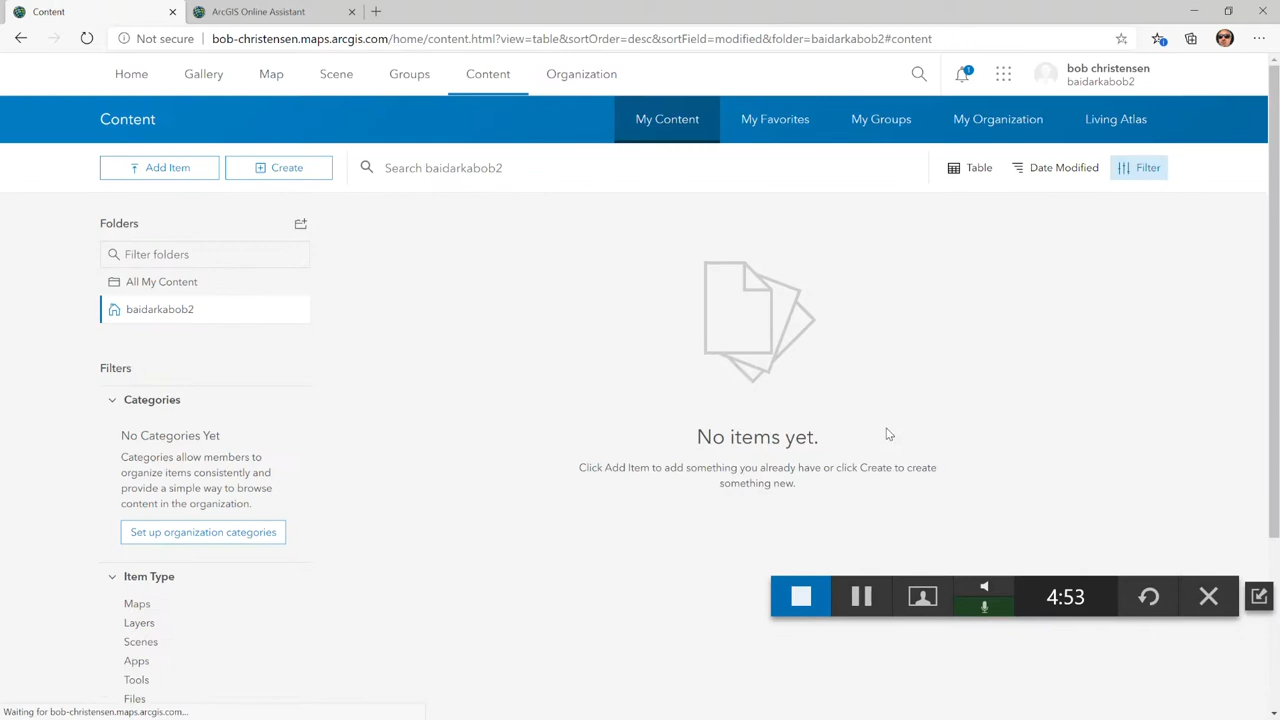 Content
ArcGIS Online Assistant
Not secure
bob-christensen.maps.arcgis.com/home/content.html?view=table&sortOrder=desc&sortField=modified&folder=baidarkabob2#content
Home
Gallery
Map
Scene
Groups
Content
Organization
1
bob christensen
baidarkabob2
Content
My Content
My Favorites
My Groups
My Organization
Living Atlas
Add Item
Create
Search baidarkabob2
Table
Date Modified
Filter
Folders
Filter folders
All My Content
baidarkabob2
Filters
Categories
No Categories Yet
Categories allow members to
organize items consistently and
provide a simple way to browse
content in the organization.
Set up organization categories
Item Type
Maps
Layers
Scenes
Apps
Tools
Files
No items yet.
Click Add Item to add something you already have or click Create to create
something new.
4:53
Waiting for bob-christensen.maps.arcgis.com...